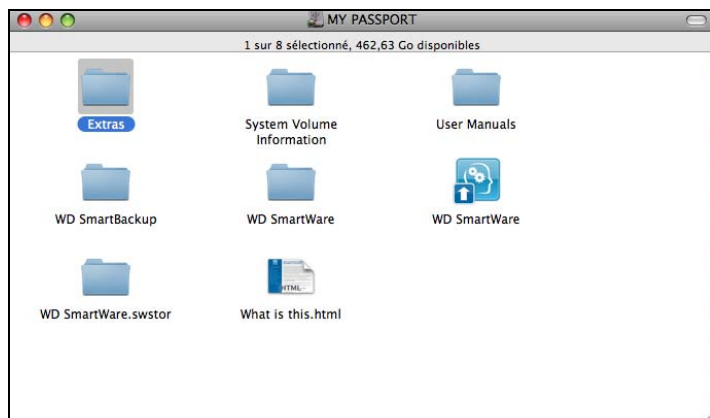 MY PASSPORT
1 sur 8 sélectionné, 462,63 Go disponibles
Extras
System Volume
Information
User Manuals
WD SmartBackup
WD SmartWare
WD SmartWare
WD SmartWare.swstor
HTML
What is this.html